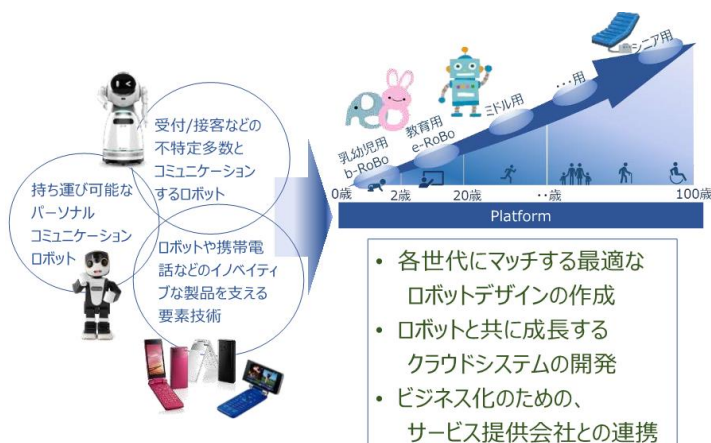 受付/接客などの
不特定多数と
コミュニケーション
するロボット
持ち運び可能な
パーソナル
コミュニケーション
ロボット
ロボットや携帯電
話などのイノベイティ
ブな製品を支える
要素技術
乳幼児用
b-RoBo
教育用
e-RoBo
ミドル用
・・・用
シニア用
0歳
2歳
20歳
・・歳
100歳
Platform
• 各世代にマッチする最適な
ロボットデザインの作成
• ロボットと共に成長する
クラウドシステムの開発
• ビジネス化のための、
サービス提供会社との連携